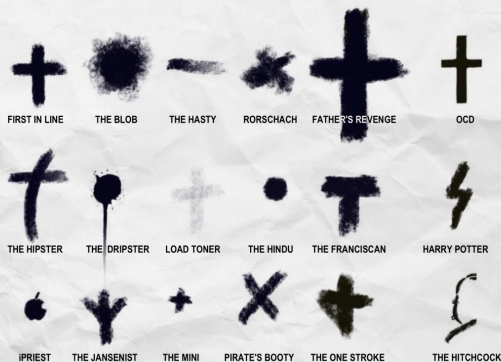 FIRST IN LINE THE BLOB THE HASTY RORSCHACH FATHER'S REVENGE OCD
THE HIPSTER THE DRIPSTER LOAD TONER THE HINDU THE FRANCISCAN HARRY POTTER
iPRIEST THE JANSENIST THE MINI PIRATE'S BOOTY THE ONE STROKE THE HITCHCOCK